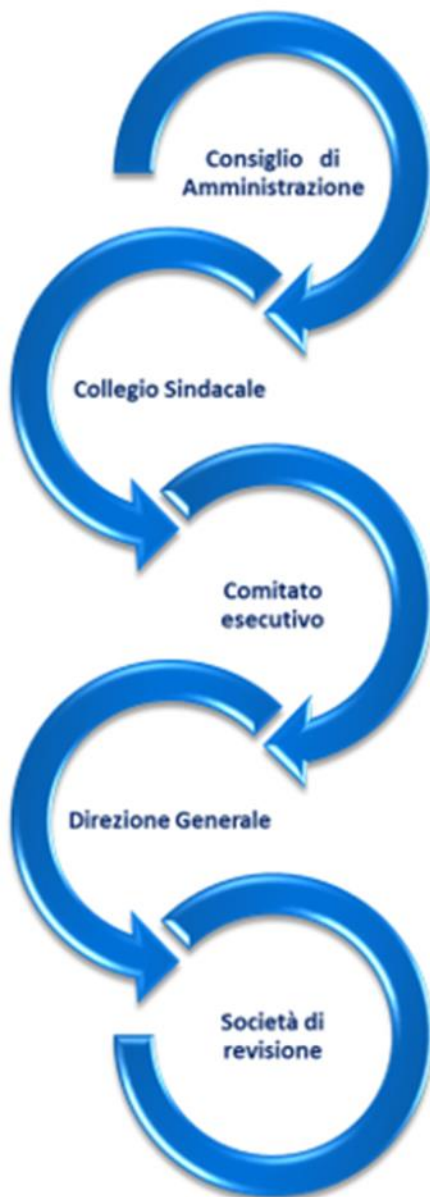 Consiglio di
Amministrazione
Collegio Sindacale
Comitato
esecutivo
Direzione Generale
Società di
revisione